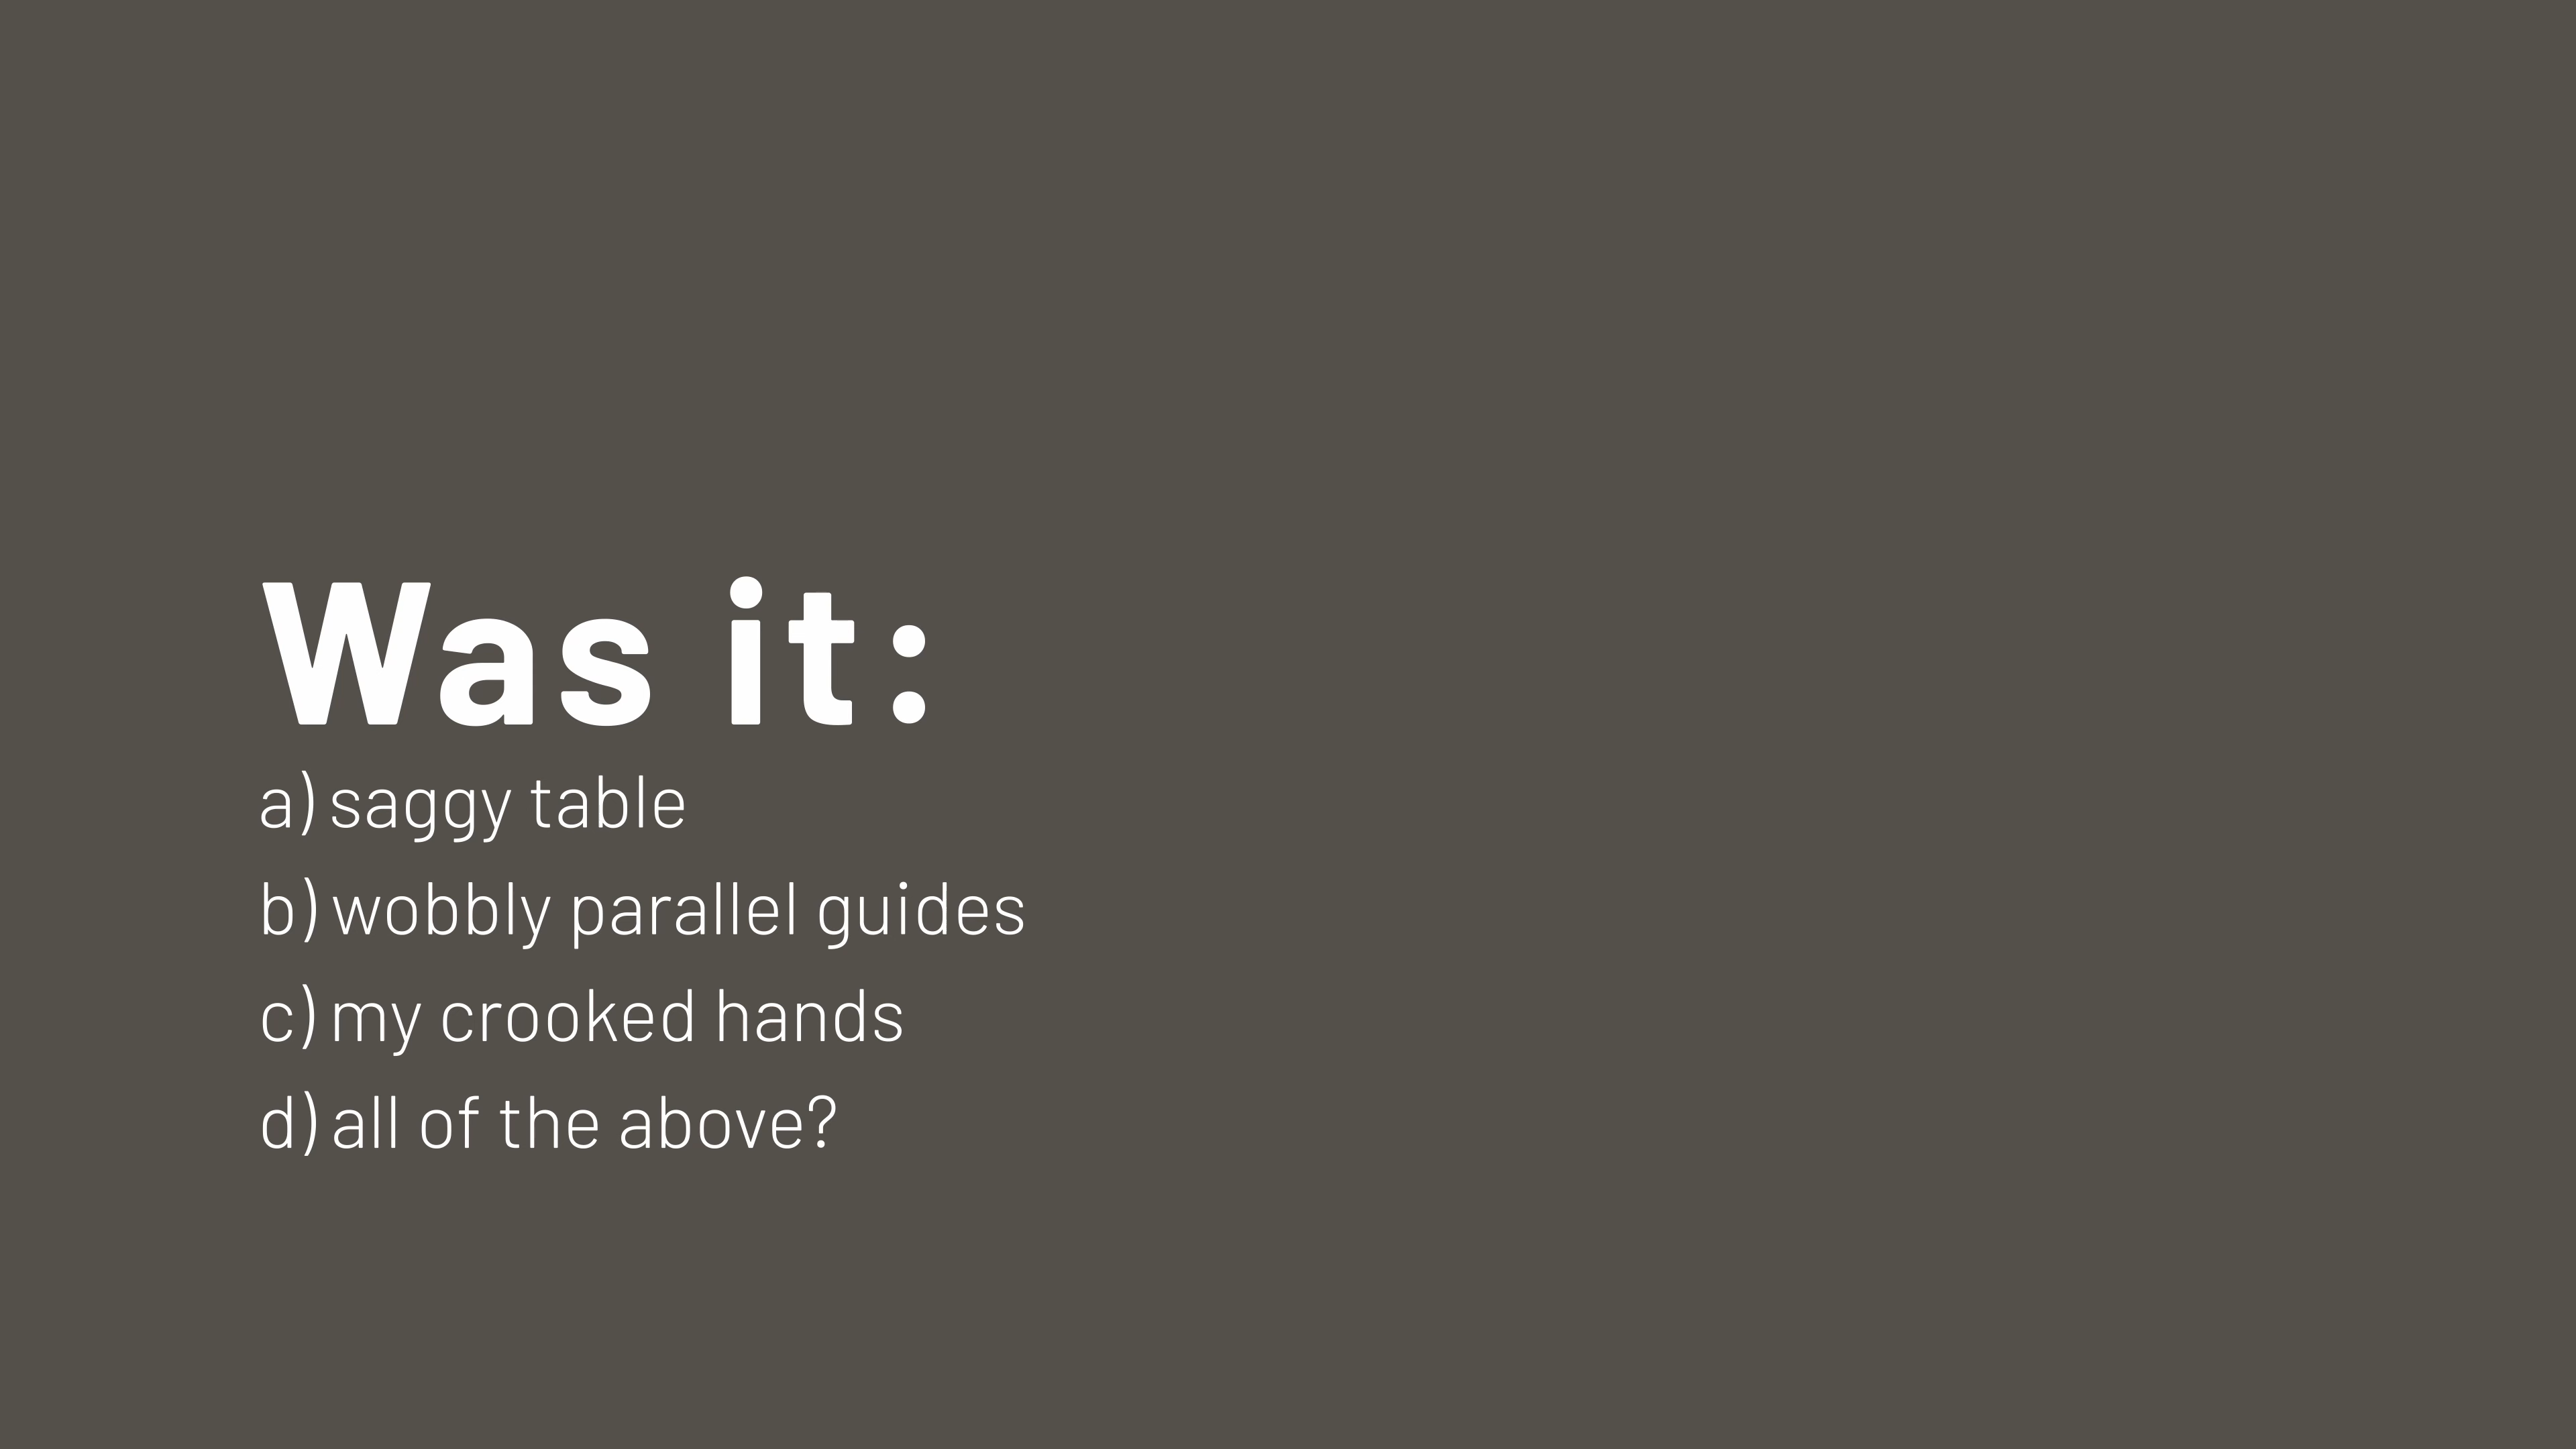 Was it:
a) saggy table
b) wobbly parallel guides
c) my crooked hands
d) all of the above?